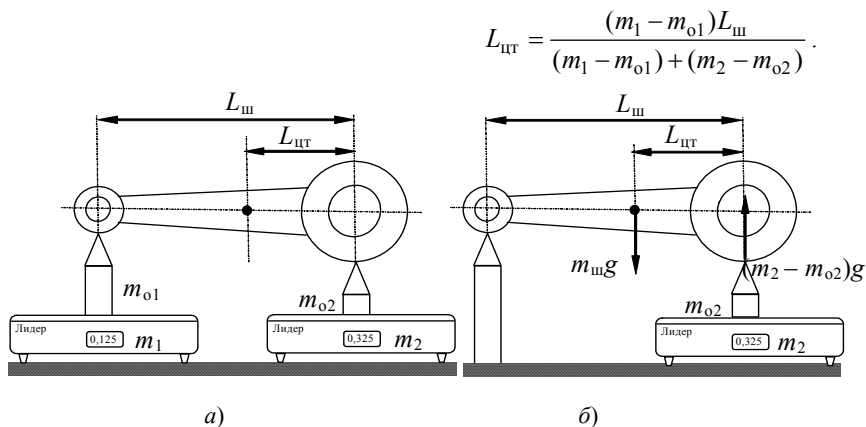 L_цт = (m_1 − m_о1)L_ш / ((m_1 − m_о1) + (m_2 − m_о2)) .
L_ш
L_цт
m_о1
m_о2
Лидер
0,125
m_1
Лидер
0,325
m_2
а)
L_ш
L_цт
m_шg
(m_2 − m_о2)g
m_о2
Лидер
0,325
m_2
б)